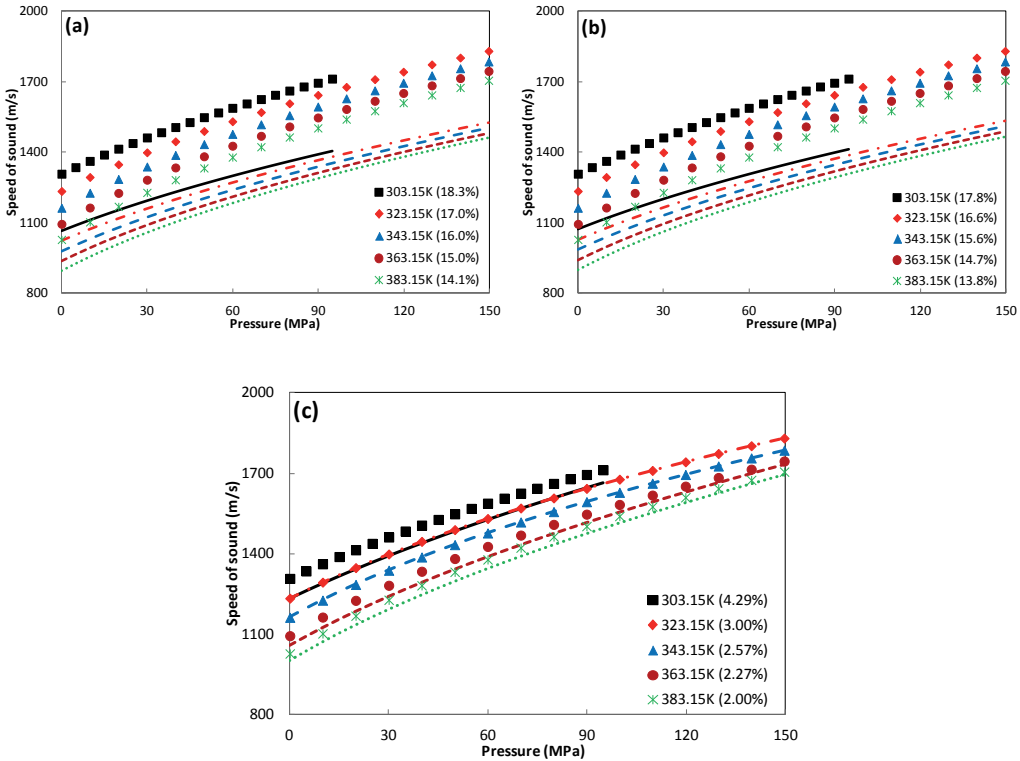 (a)
Speed of sound (m/s)
2000
1700
1400
1100
800
303.15K (18.3%)
323.15K (17.0%)
343.15K (16.0%)
363.15K (15.0%)
383.15K (14.1%)
0 30 60 90 120 150
Pressure (MPa)
(b)
Speed of sound (m/s)
2000
1700
1400
1100
800
303.15K (17.8%)
323.15K (16.6%)
343.15K (15.6%)
363.15K (14.7%)
383.15K (13.8%)
0 30 60 90 120 150
Pressure (MPa)
(c)
Speed of sound (m/s)
2000
1700
1400
1100
800
303.15K (4.29%)
323.15K (3.00%)
343.15K (2.57%)
363.15K (2.27%)
383.15K (2.00%)
0 30 60 90 120 150
Pressure (MPa)